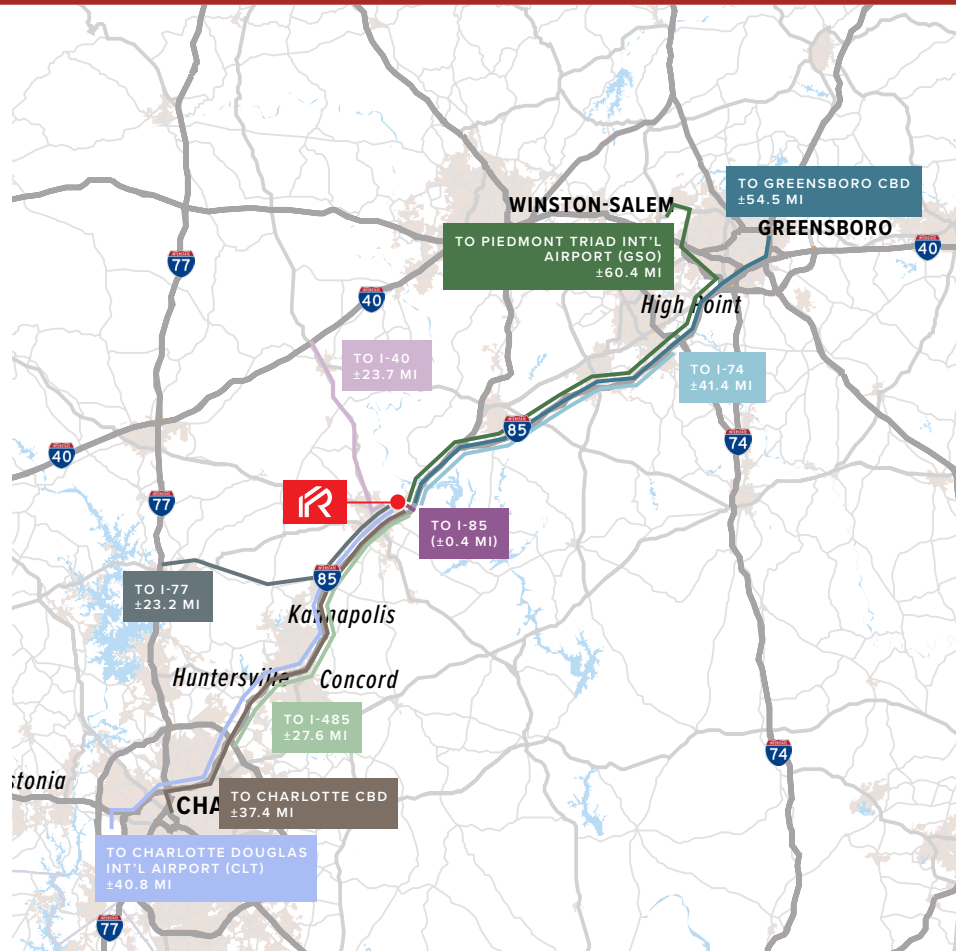 TO GREENSBORO CBD
±54.5 MI
WINSTON-SALEM
GREENSBORO
TO PIEDMONT TRIAD INT'L
AIRPORT (GSO)
±60.4 MI
40
77
40
High Point
TO I-40
±23.7 MI
TO I-74
±41.4 MI
85
74
40
77
R
TO I-85
(±0.4 MI)
85
TO I-77
±23.2 MI
Kannapolis
Huntersville
Concord
TO I-485
±27.6 MI
74
stonia
CHA
TO CHARLOTTE CBD
±37.4 MI
TO CHARLOTTE DOUGLAS
INT'L AIRPORT (CLT)
±40.8 MI
77